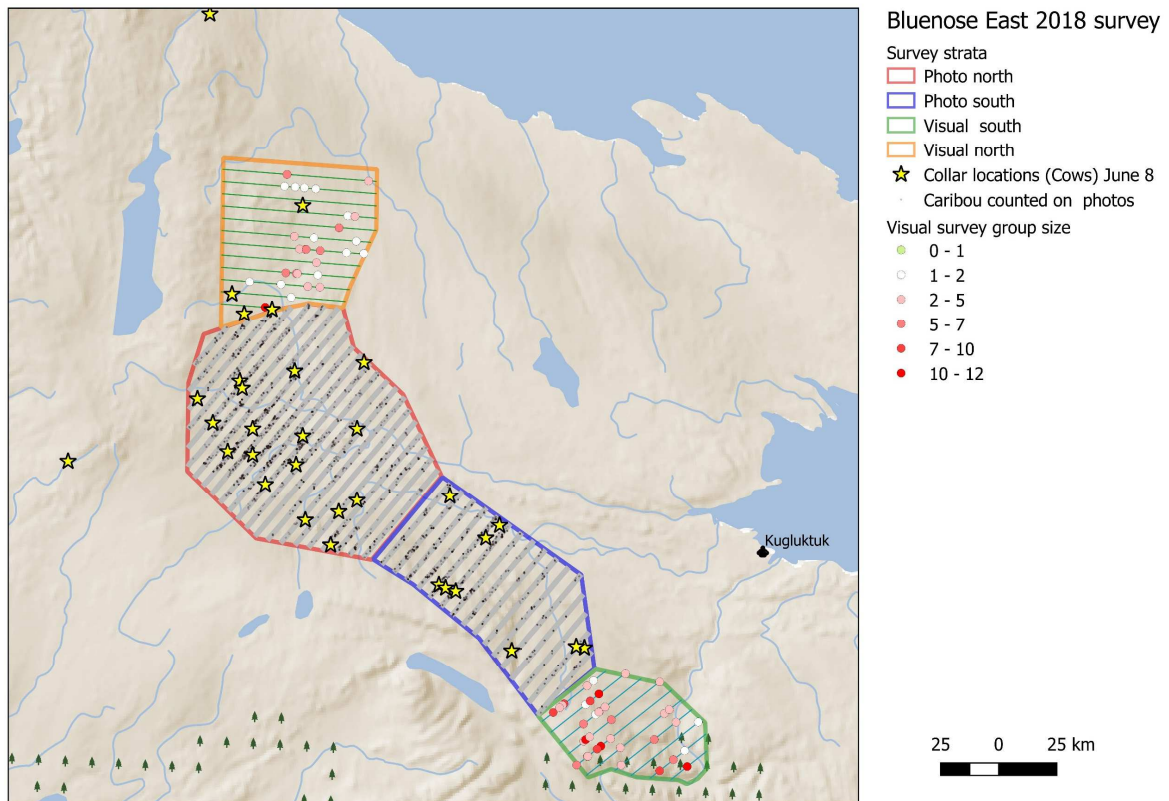 Bluenose East 2018 survey
Survey strata
Photo north
Photo south
Visual south
Visual north
Collar locations (Cows) June 8
Caribou counted on photos
Visual survey group size
0 - 1
1 - 2
2 - 5
5 - 7
7 - 10
10 - 12
Kugluktuk
25 0 25 km